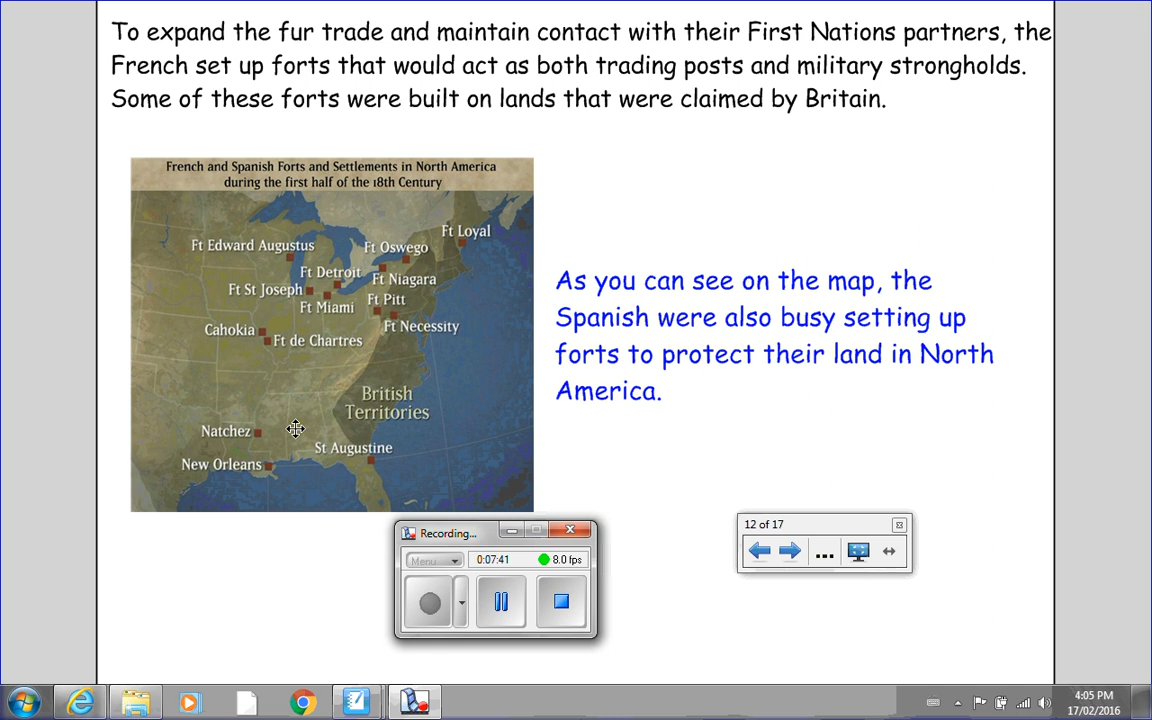 To expand the fur trade and maintain contact with their First Nations partners, the
French set up forts that would act as both trading posts and military strongholds.
Some of these forts were built on lands that were claimed by Britain.
French and Spanish Forts and Settlements in North America
during the first half of the 18th Century
Ft Loyal
Ft Edward Augustus
Ft Oswego
Ft Detroit
Ft Niagara
Ft St Joseph
Ft Miami
Ft Pitt
Cahokia
Ft Necessity
Ft de Chartres
British
Territories
Natchez
St Augustine
New Orleans
As you can see on the map, the
Spanish were also busy setting up
forts to protect their land in North
America.
Recording...
Menu
0:07:41
8.0 fps
12 of 17
...
4:05 PM
17/02/2016